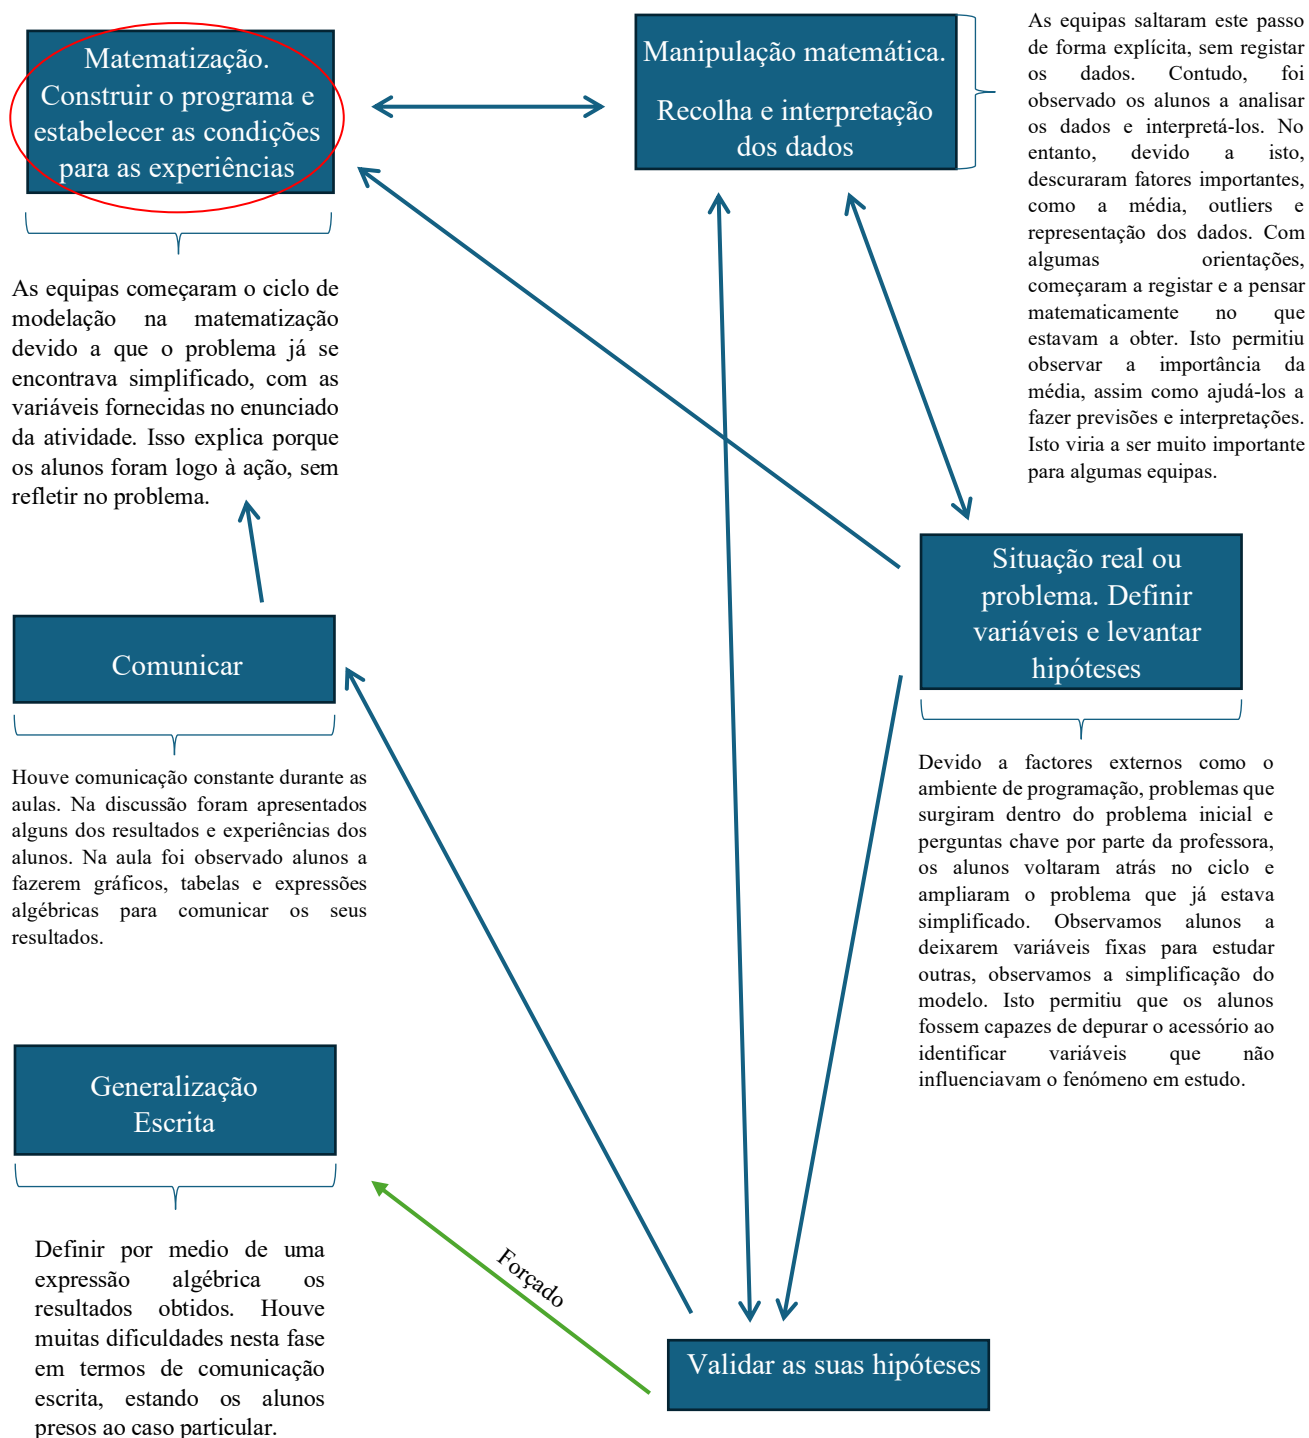 Matematização.
Construir o programa e
estabelecer as condições
para as experiências
As equipas começaram o ciclo de
modelação na matematização
devido a que o problema já se
encontrava simplificado, com as
variáveis fornecidas no enunciado
da atividade. Isso explica porque
os alunos foram logo à ação, sem
refletir no problema.
Manipulação matemática.
Recolha e interpretação
dos dados
As equipas saltaram este passo
de forma explícita, sem registar
os dados. Contudo, foi
observado os alunos a analisar
os dados e interpretá-los. No
entanto, devido a isto,
descuraram fatores importantes,
como a média, outliers e
representação dos dados. Com
algumas orientações,
começaram a registar e a pensar
matematicamente no que
estavam a obter. Isto permitiu
observar a importância da
média, assim como ajudá-los a
fazer previsões e interpretações.
Isto viria a ser muito importante
para algumas equipas.
Situação real ou
problema. Definir
variáveis e levantar
hipóteses
Devido a factores externos como o
ambiente de programação, problemas que
surgiram dentro do problema inicial e
perguntas chave por parte da professora,
os alunos voltaram atrás no ciclo e
ampliaram o problema que já estava
simplificado. Observamos alunos a
deixarem variáveis fixas para estudar
outras, observamos a simplificação do
modelo. Isto permitiu que os alunos
fossem capazes de depurar o acessório ao
identificar variáveis que não
influenciavam o fenómeno em estudo.
Comunicar
Houve comunicação constante durante as
aulas. Na discussão foram apresentados
alguns dos resultados e experiências dos
alunos. Na aula foi observado alunos a
fazerem gráficos, tabelas e expressões
algébricas para comunicar os seus
resultados.
Generalização
Escrita
Definir por medio de uma
expressão algébrica os
resultados obtidos. Houve
muitas dificuldades nesta fase
em termos de comunicação
escrita, estando os alunos
presos ao caso particular.
Forçado
Validar as suas hipóteses